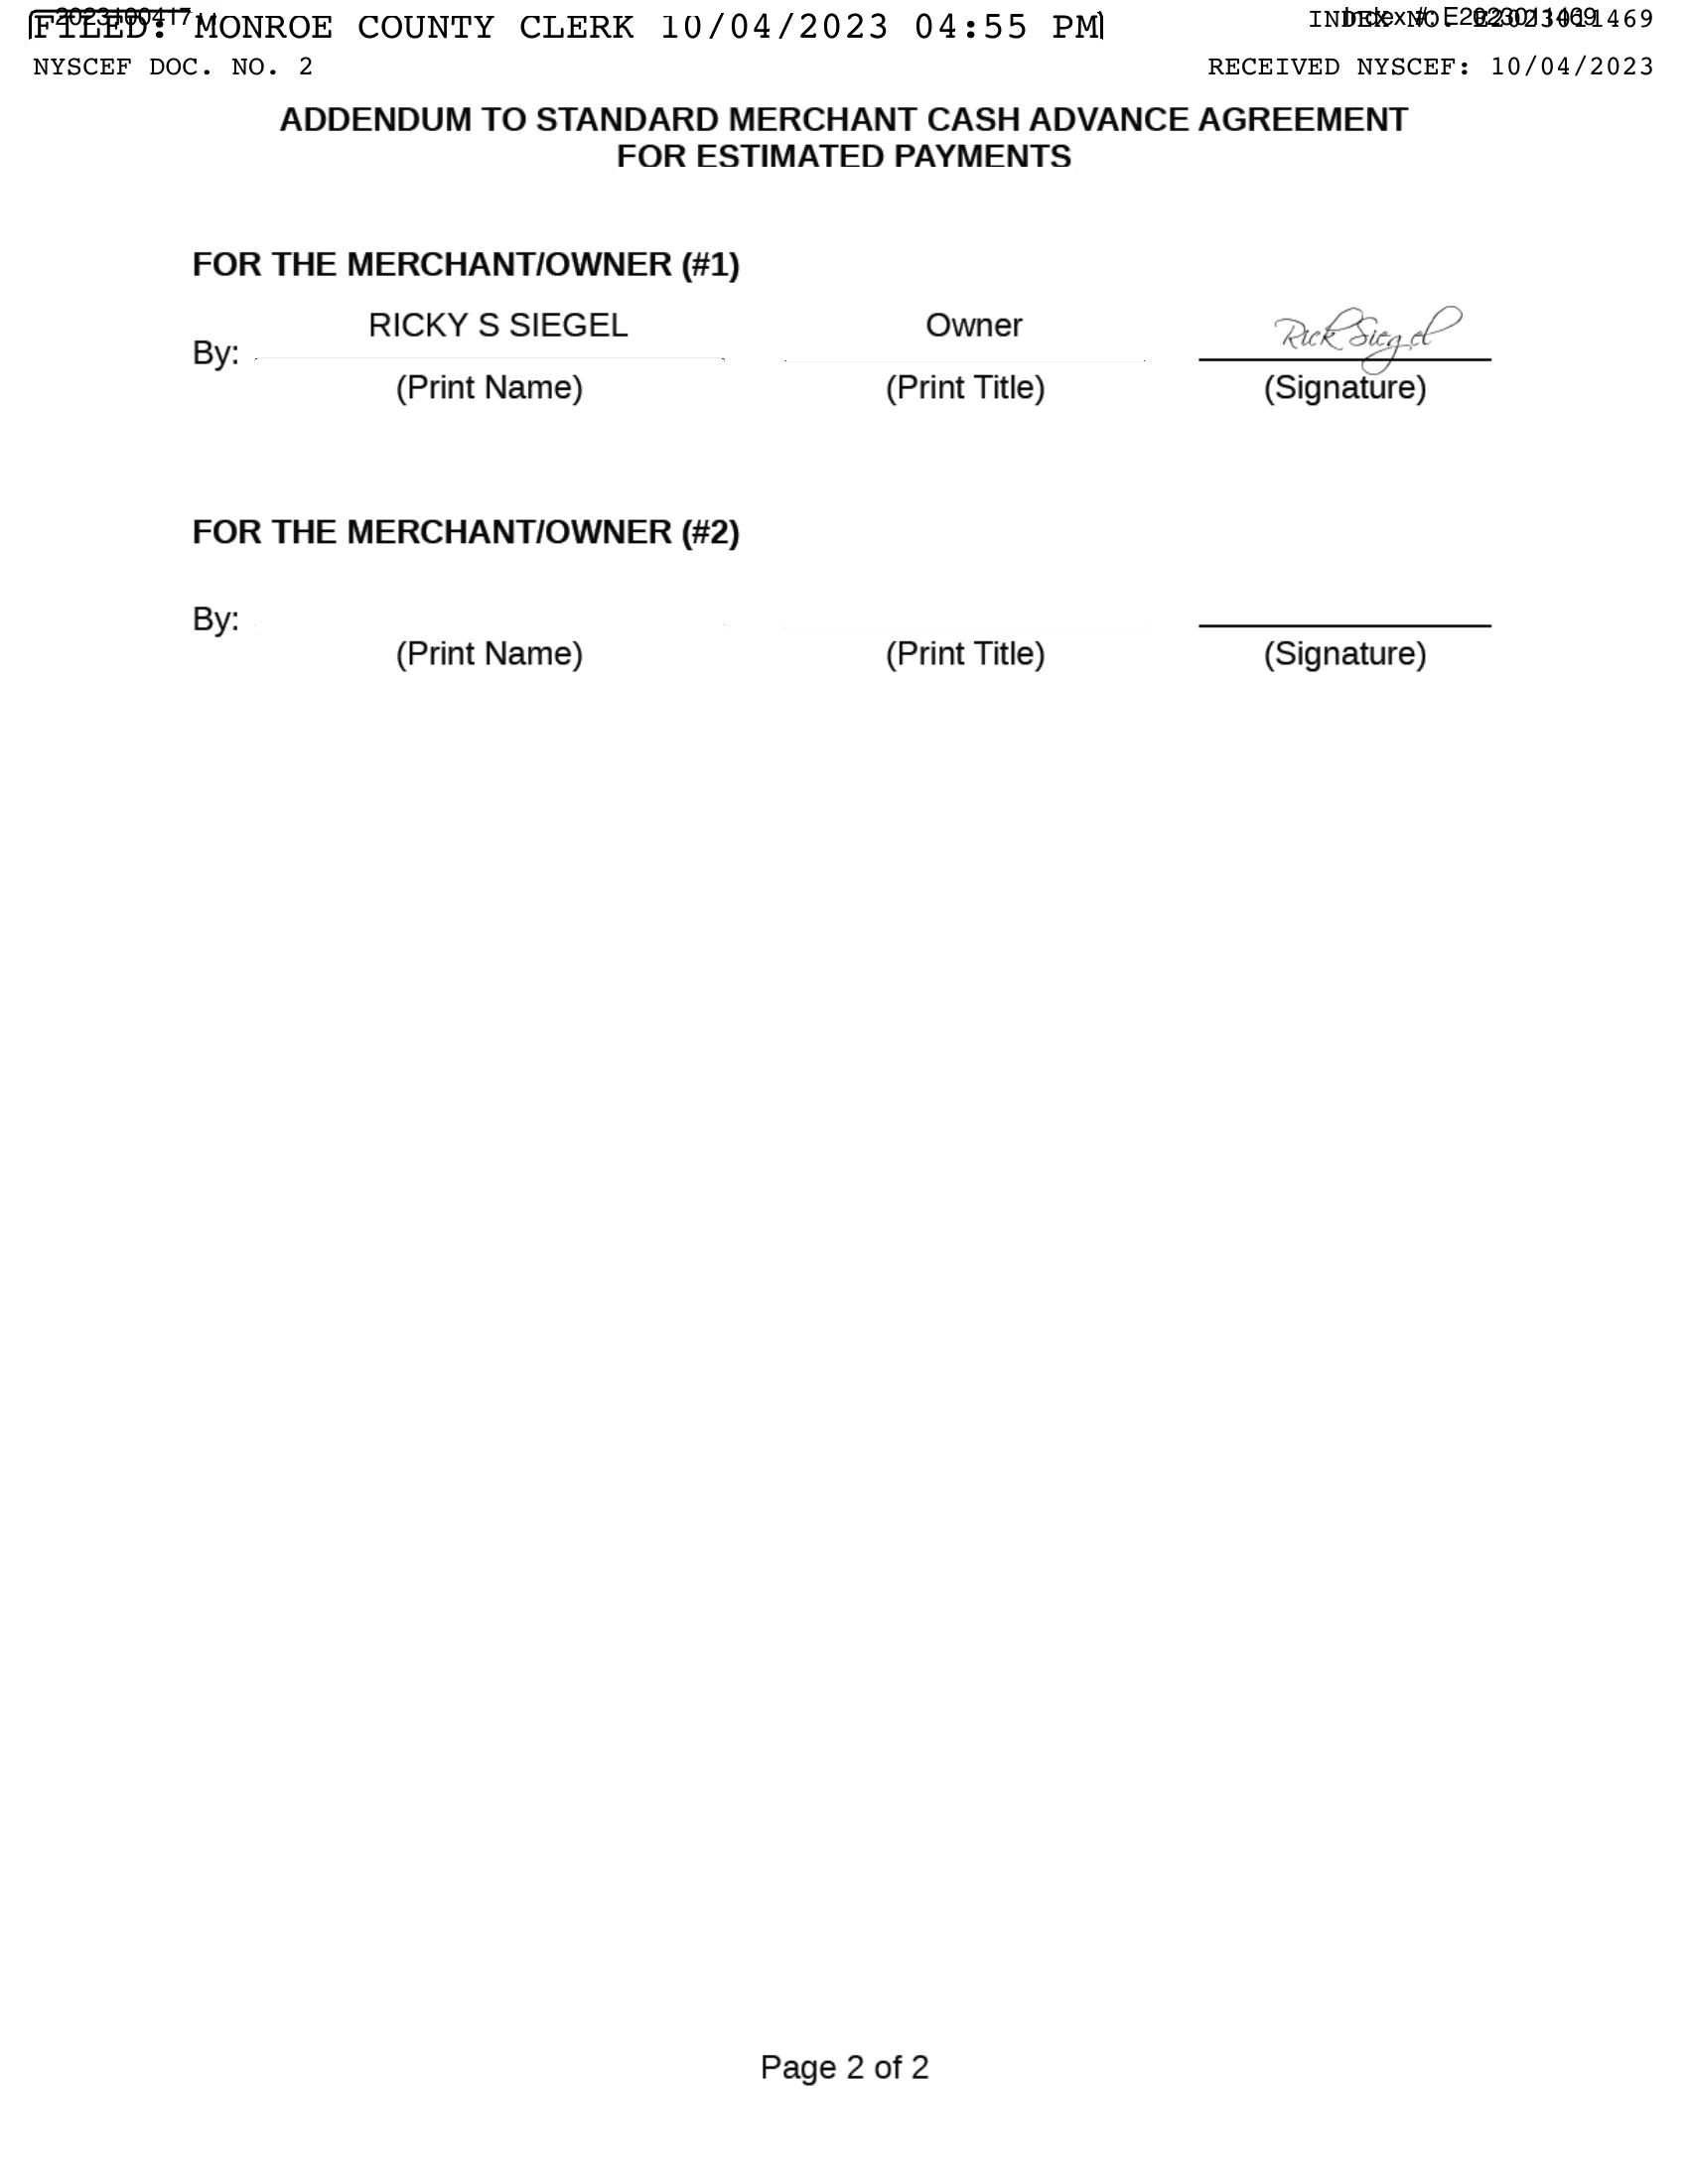 FILED: MONROE COUNTY CLERK 10/04/2023 04:55 PM
INDEX NO. E2023011469
Index #: E2023011469
NYSCEF DOC. NO. 2
RECEIVED NYSCEF: 10/04/2023
ADDENDUM TO STANDARD MERCHANT CASH ADVANCE AGREEMENT
FOR ESTIMATED PAYMENTS
FOR THE MERCHANT/OWNER (#1)
By: RICKY S SIEGEL Owner Rick Siegel
(Print Name) (Print Title) (Signature)
FOR THE MERCHANT/OWNER (#2)
By:
(Print Name) (Print Title) (Signature)
Page 2 of 2